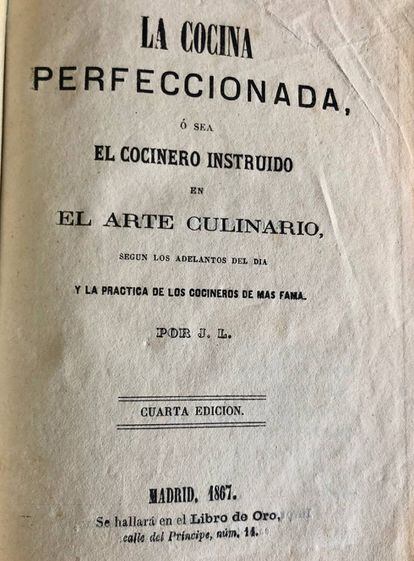 LA COCINA
PERFECCIONADA,
Ó SEA
EL COCINERO INSTRUIDO
EN
EL ARTE CULINARIO,
SEGUN LOS ADELANTOS DEL DIA
Y LA PRACTICA DE LOS COCINEROS DE MAS FAMA.
POR J. L.
CUARTA EDICION.
MADRID, 1867.
Se hallará en el Libro de Oro,
calle del Príncipe, núm. 14.